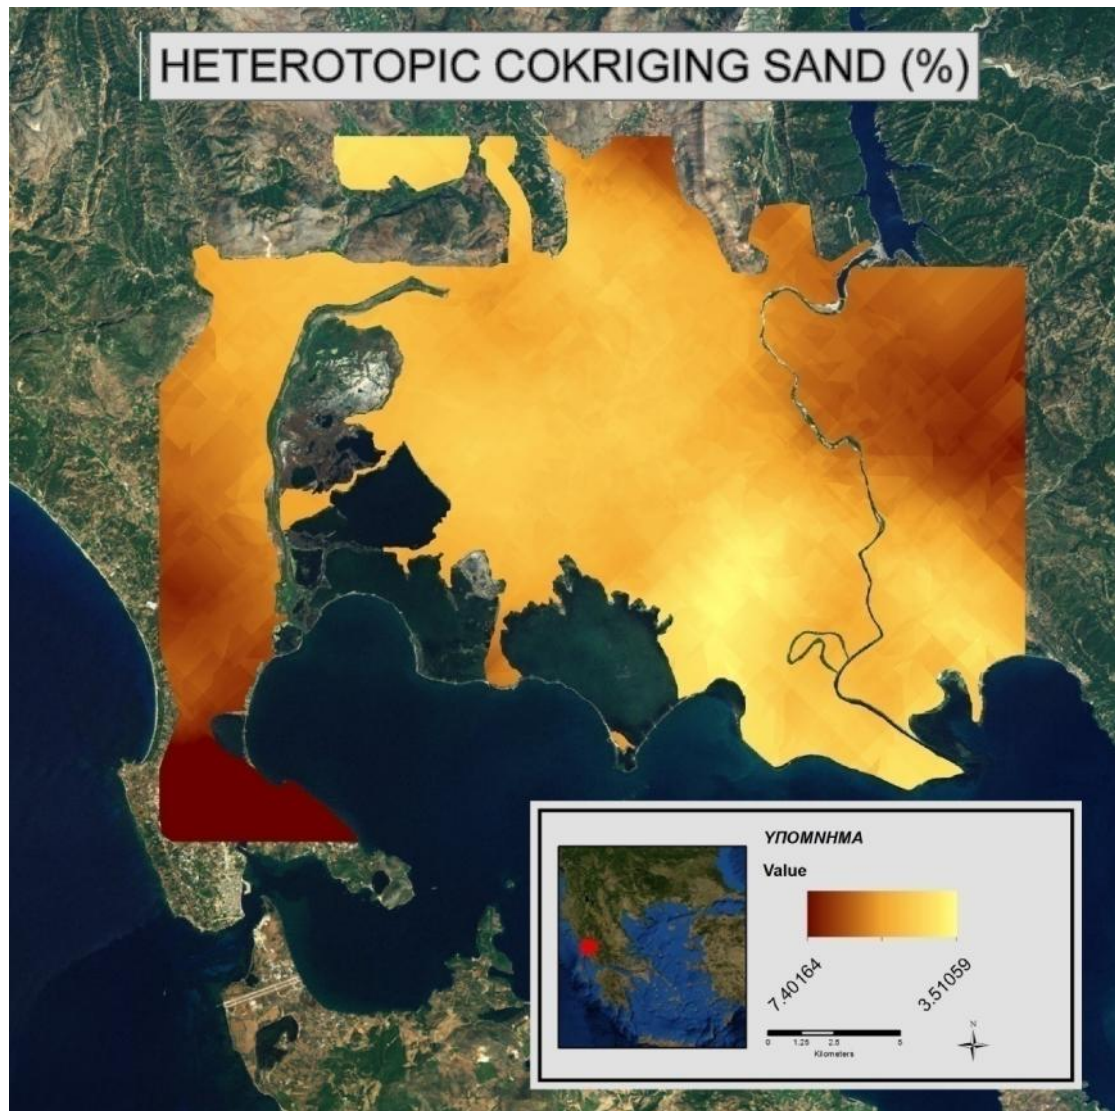 HETEROTOPIC COKRIGING SAND (%)
ΥΠΟΜΝΗΜΑ
Value
7.40164
3.51059
0 1.25 2.5 5
Kilometers
N